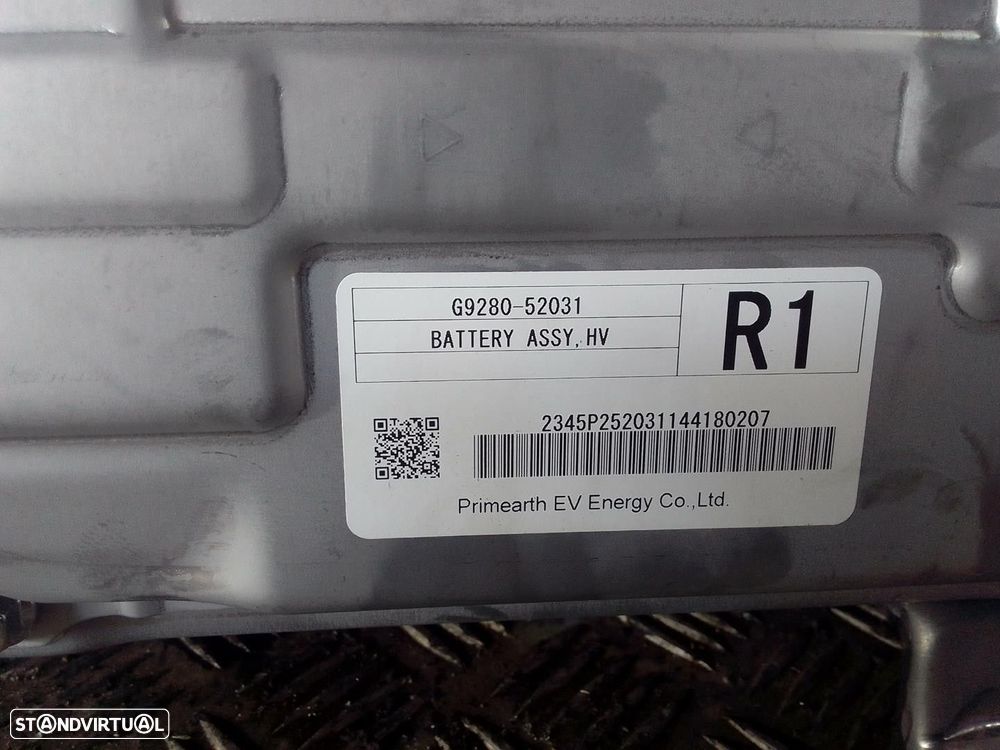 G9280-52031
BATTERY ASSY, HV
R1
2345P252031144180207
Primearth EV Energy Co.,Ltd.
STANDVIRTUAL